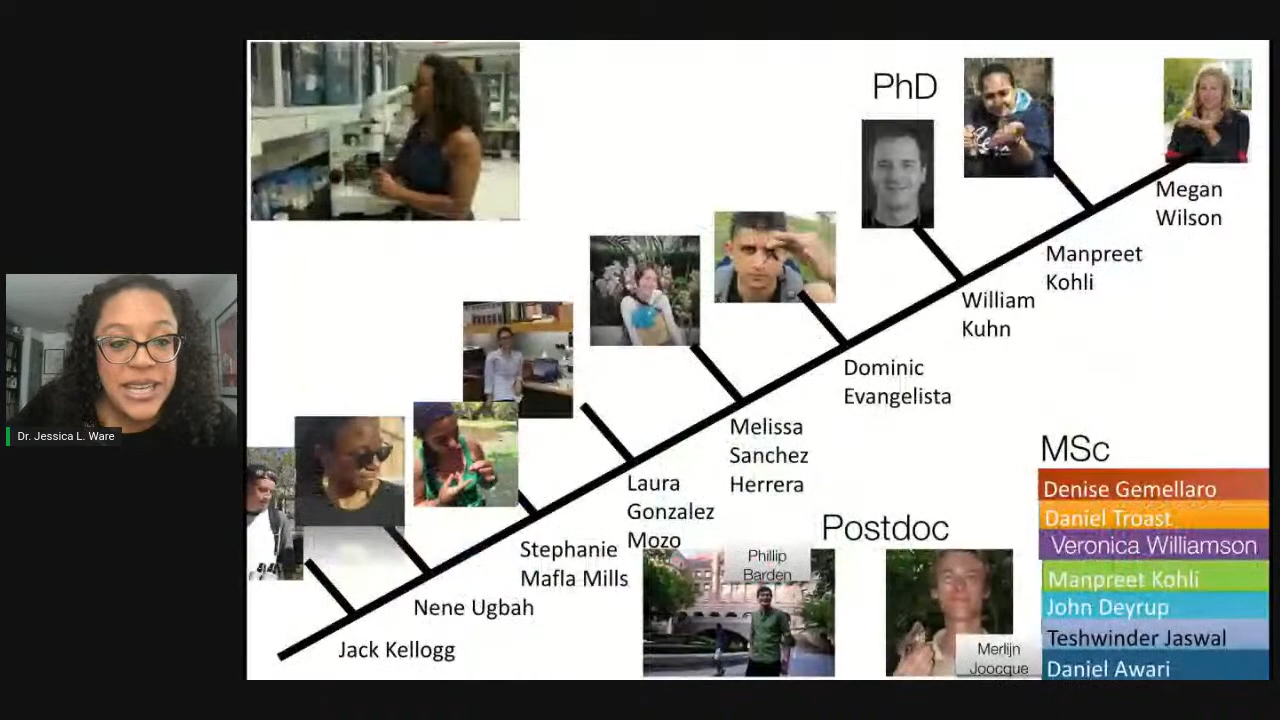 Dr. Jessica L. Ware
PhD
Megan
Wilson
Manpreet
Kohli
William
Kuhn
Dominic
Evangelista
Melissa
Sanchez
Herrera
Laura
Gonzalez
Mozo
Stephanie
Mafla Mills
Nene Ugbah
Jack Kellogg
Postdoc
Phillip
Barden
Merlijn
Joocque
MSc
Denise Gemellaro
Daniel Troast
Veronica Williamson
Manpreet Kohli
John Deyrup
Teshwinder Jaswal
Daniel Awari